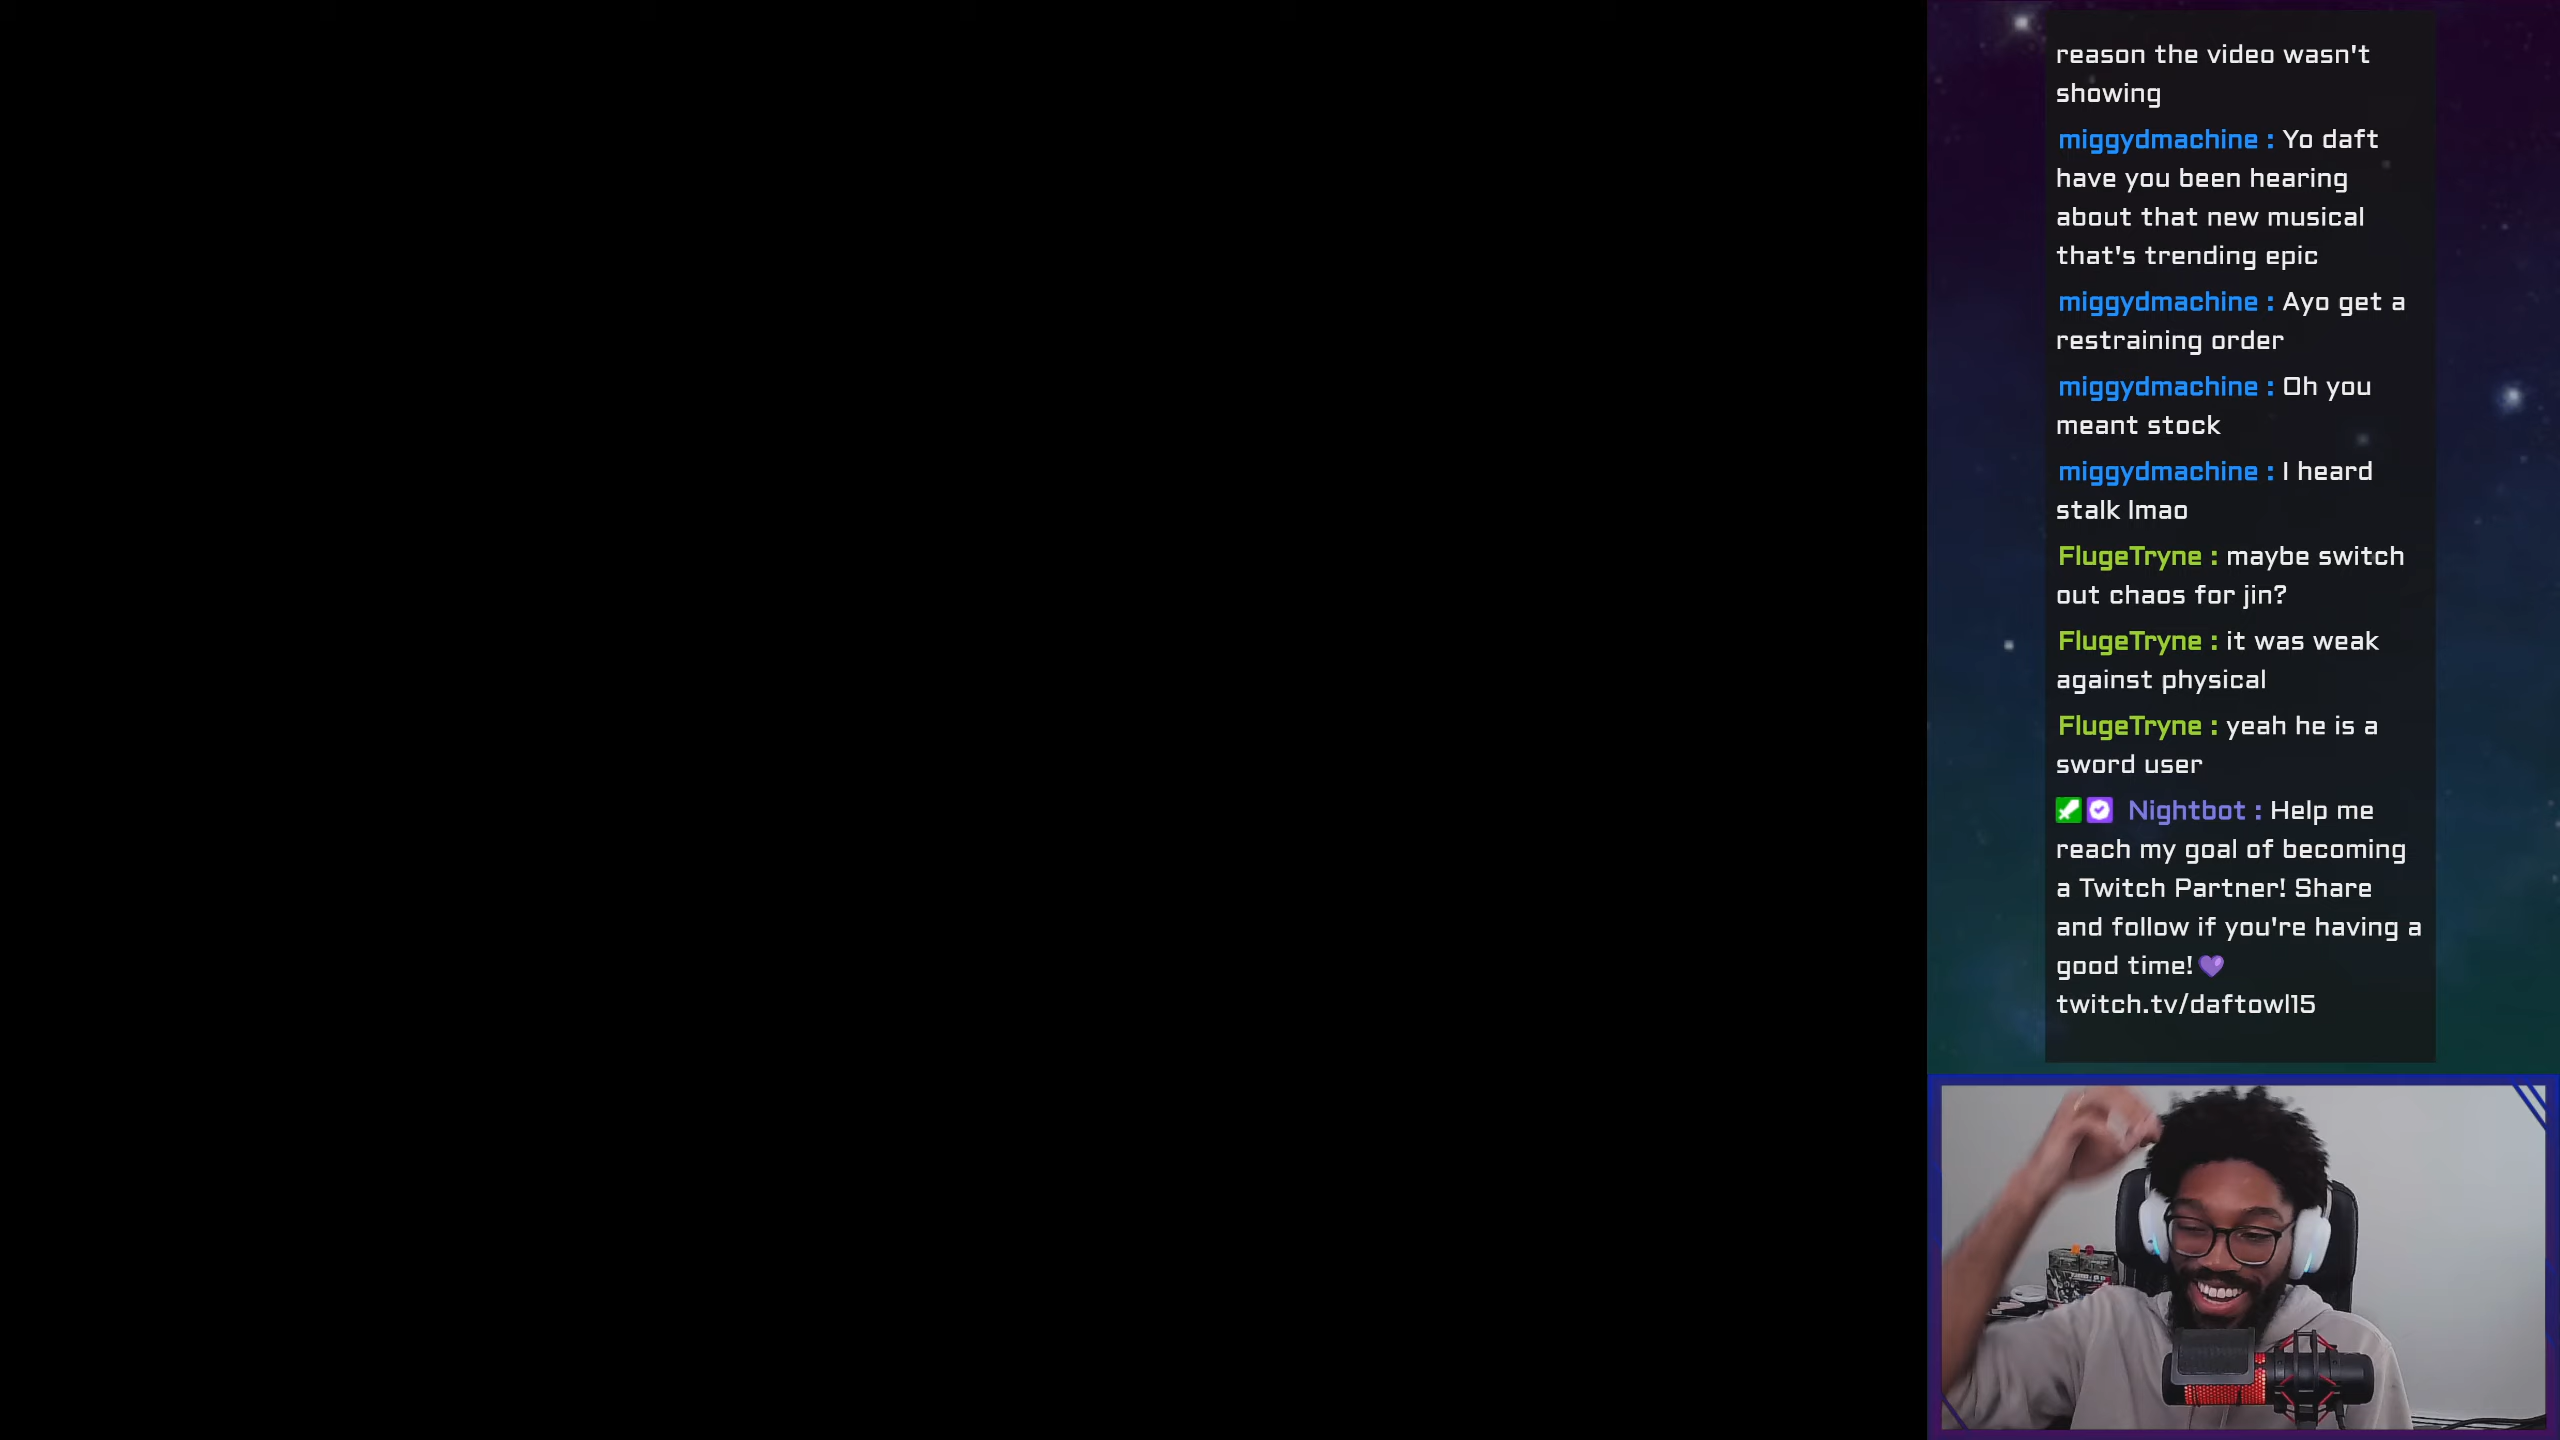 reason the video wasn't
showing
miggydmachine : Yo daft
have you been hearing
about that new musical
that's trending epic
miggydmachine : Ayo get a
restraining order
miggydmachine : Oh you
meant stock
miggydmachine : I heard
stalk lmao
FlugeTryne : maybe switch
out chaos for jin?
FlugeTryne : it was weak
against physical
FlugeTryne : yeah he is a
sword user
Nightbot : Help me
reach my goal of becoming
a Twitch Partner! Share
and follow if you're having a
good time!💜
twitch.tv/daftowl15